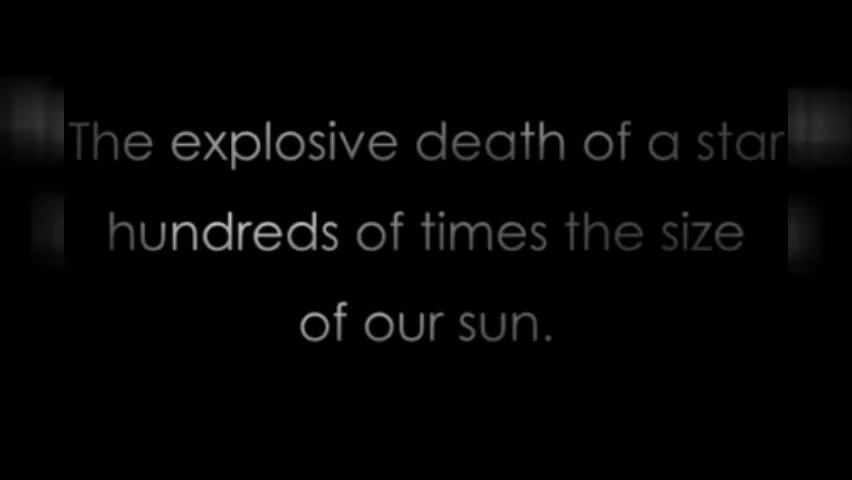 The explosive death of a star
hundreds of times the size
of our sun.